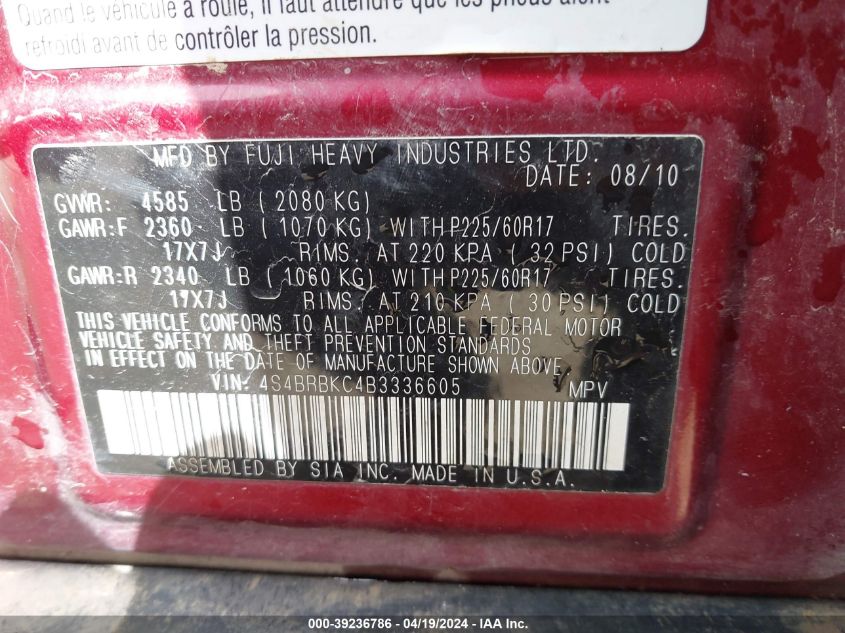 Quand le véhicule a roulé, il faut attendre que les pneus aient
refroidi avant de contrôler la pression.
MFD BY FUJI HEAVY INDUSTRIES LTD.
DATE: 08/10
GVWR: 4585 LB (2080 KG)
GAWR:F 2360 LB (1070 KG) WITH P225/60R17 TIRES.
17X7J RIMS. AT 220 KPA (32 PSI) COLD
GAWR:R 2340 LB (1060 KG) WITH P225/60R17 TIRES.
17X7J RIMS. AT 210 KPA (30 PSI) COLD
THIS VEHICLE CONFORMS TO ALL APPLICABLE FEDERAL MOTOR
VEHICLE SAFETY AND THEFT PREVENTION STANDARDS
IN EFFECT ON THE DATE OF MANUFACTURE SHOWN ABOVE.
VIN: 4S4BRBKC4B3336605 MPV
ASSEMBLED BY SIA INC. MADE IN U.S.A.
000-39236786 - 04/19/2024 - IAA Inc.